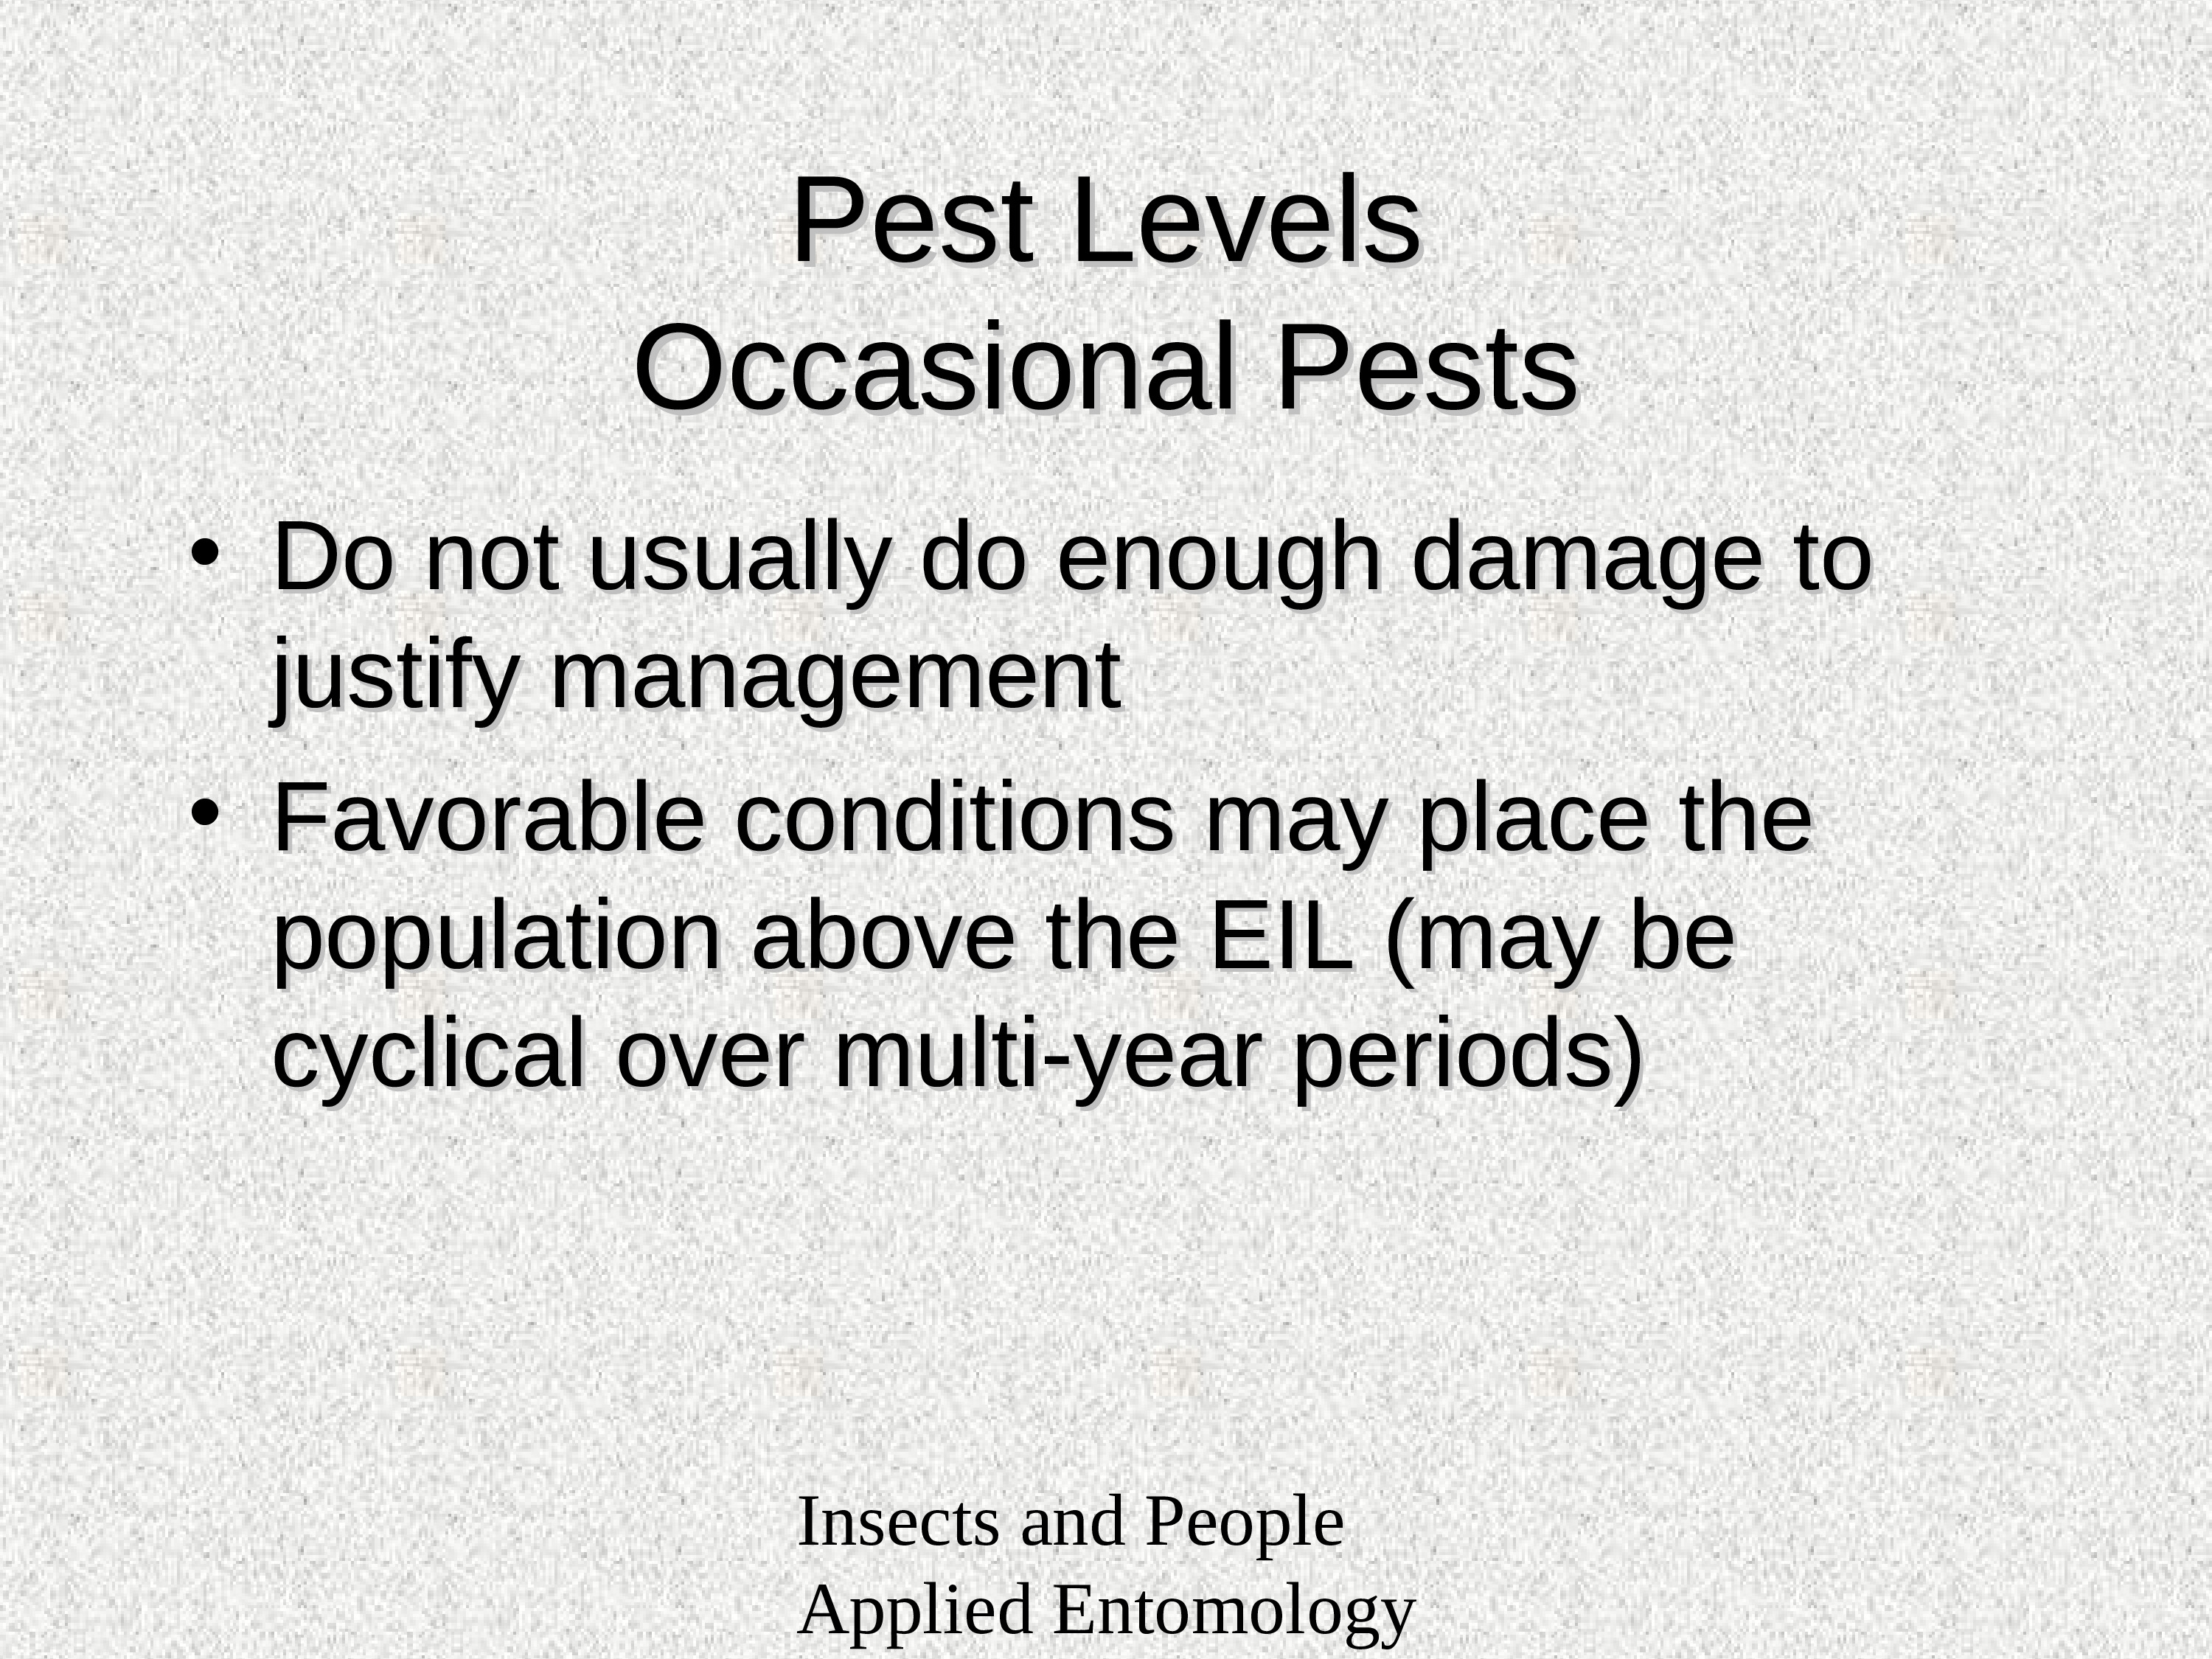 Pest Levels
Occasional Pests
• Do not usually do enough damage to
justify management
• Favorable conditions may place the
population above the EIL (may be
cyclical over multi-year periods)
Insects and People
Applied Entomology